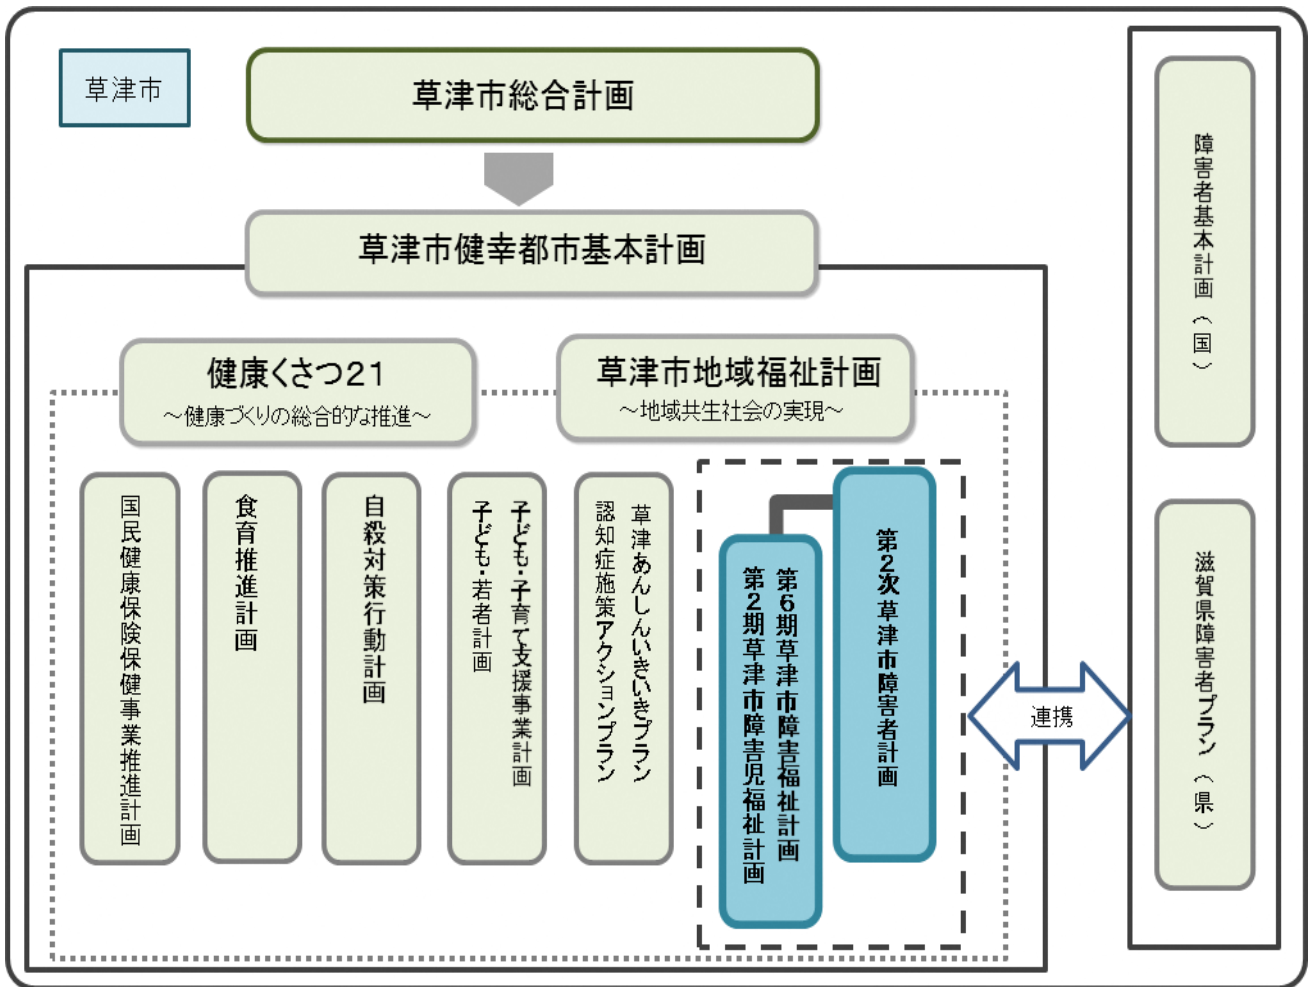 草津市
草津市総合計画
草津市健幸都市基本計画
健康くさつ21
～健康づくりの総合的な推進～
草津市地域福祉計画
～地域共生社会の実現～
国民健康保険保健事業推進計画
食育推進計画
自殺対策行動計画
子ども・子育て支援事業計画
子ども・若者計画
草津あんしんいきいきプラン
認知症施策アクションプラン
第6期草津市障害福祉計画
第2期草津市障害児福祉計画
第2次草津市障害者計画
連携
障害者基本計画（国）
滋賀県障害者プラン（県）